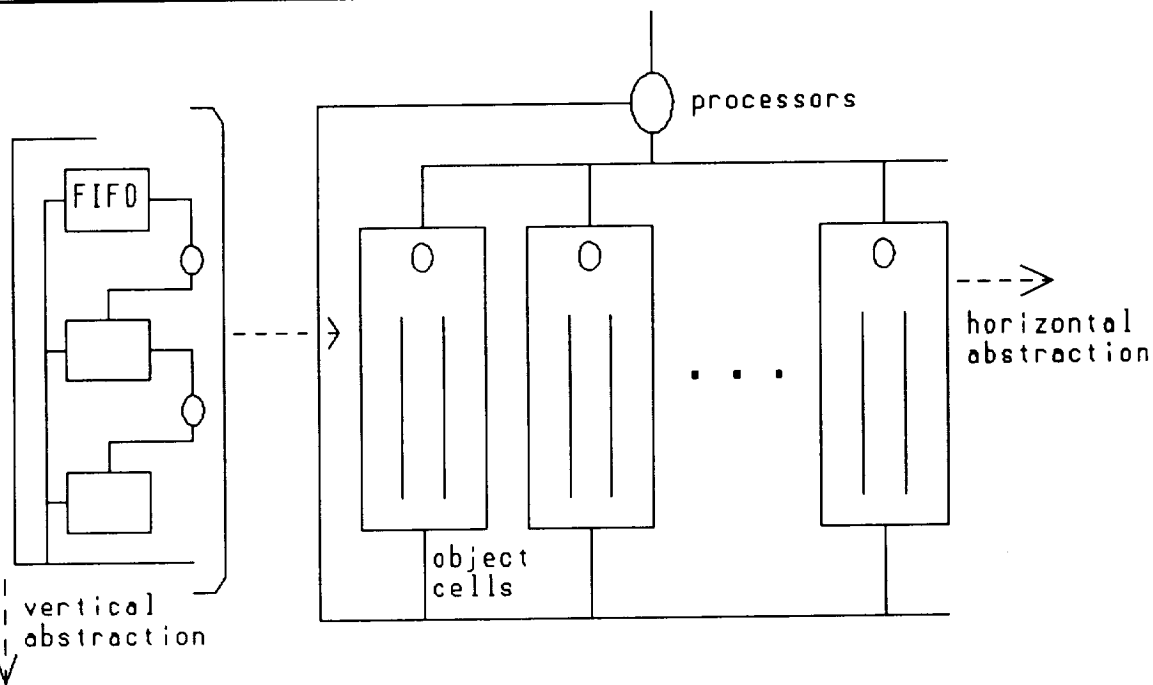 processors
FIFO
horizontal
abstraction
object
cells
vertical
abstraction